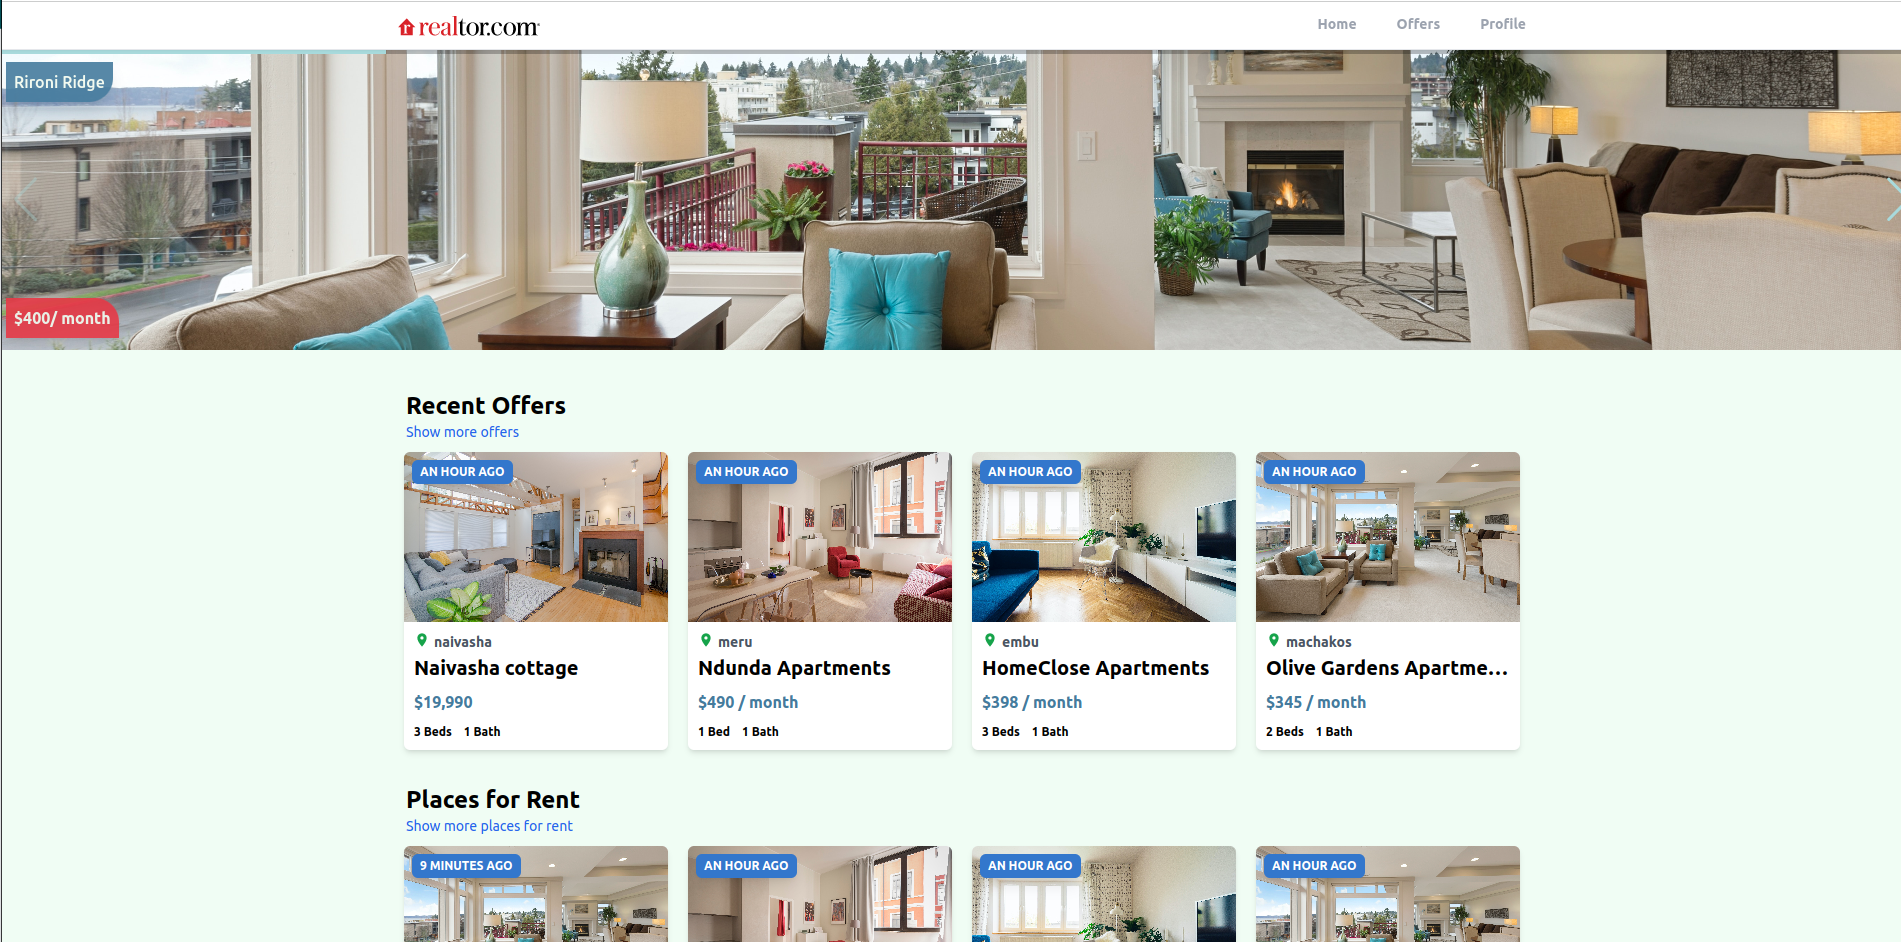 realtor.com
Home Offers Profile
Rironi Ridge
$400/ month
Recent Offers
Show more offers
AN HOUR AGO
naivasha
Naivasha cottage
$19,990
3 Beds 1 Bath
AN HOUR AGO
meru
Ndunda Apartments
$490 / month
1 Bed 1 Bath
AN HOUR AGO
embu
HomeClose Apartments
$398 / month
3 Beds 1 Bath
AN HOUR AGO
machakos
Olive Gardens Apartme...
$345 / month
2 Beds 1 Bath
Places for Rent
Show more places for rent
9 MINUTES AGO
AN HOUR AGO
AN HOUR AGO
AN HOUR AGO